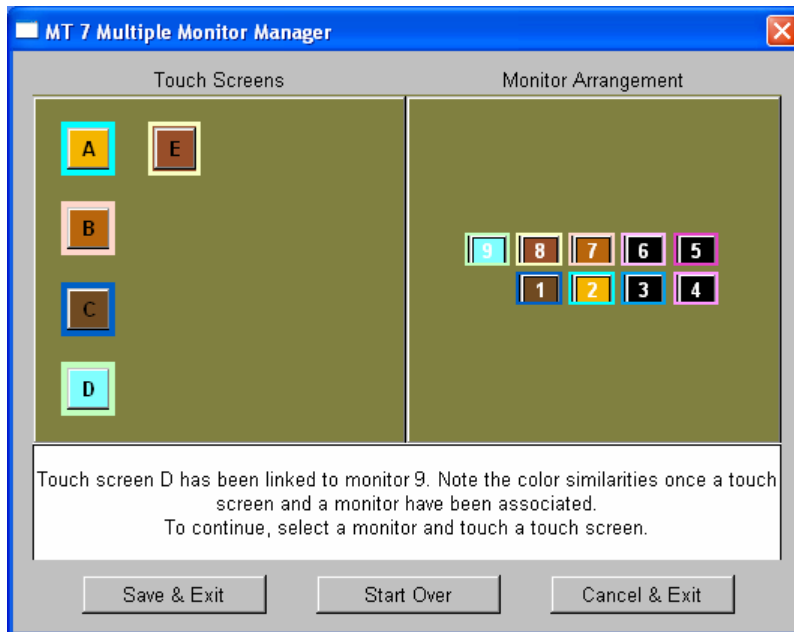 MT 7 Multiple Monitor Manager
Touch Screens
Monitor Arrangement
A E
B
C
D
9 8 7 6 5
1 2 3 4
Touch screen D has been linked to monitor 9. Note the color similarities once a touch
screen and a monitor have been associated.
To continue, select a monitor and touch a touch screen.
Save & Exit
Start Over
Cancel & Exit